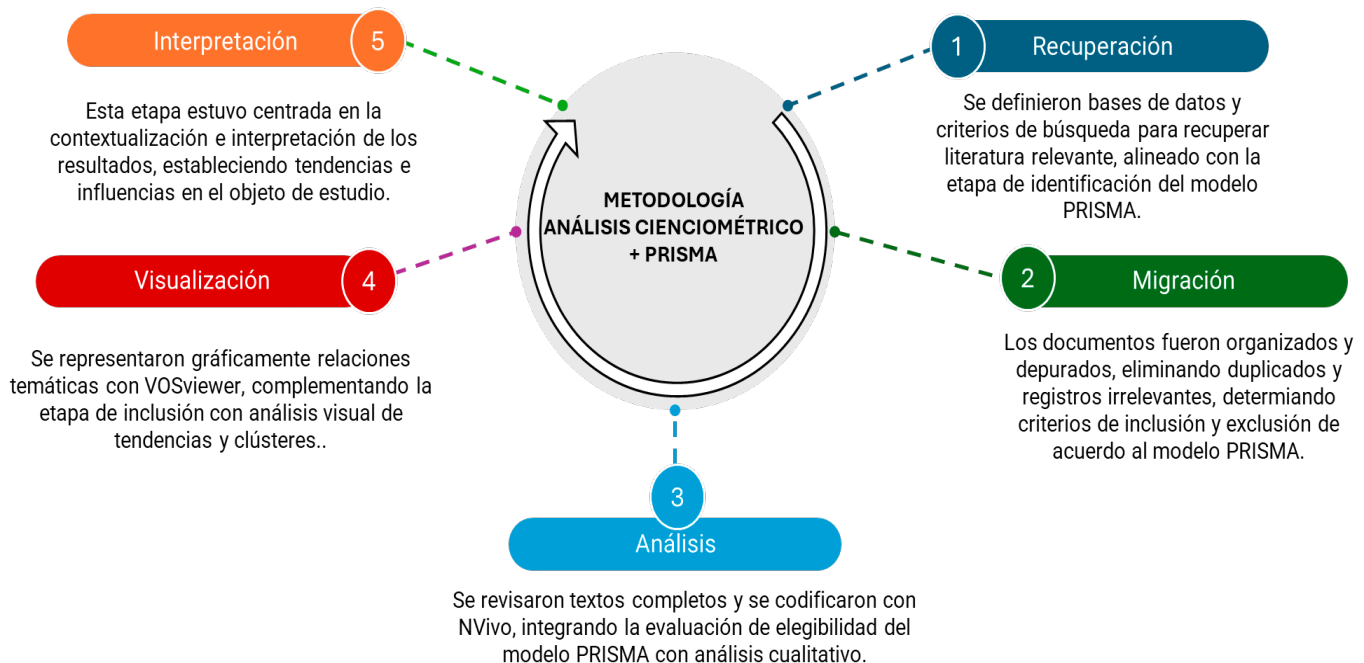 METODOLOGÍA
ANÁLISIS CIENCIOMÉTRICO
+ PRISMA
1
Recuperación
Se definieron bases de datos y
criterios de búsqueda para recuperar
literatura relevante, alineado con la
etapa de identificación del modelo
PRISMA.
2
Migración
Los documentos fueron organizados y
depurados, eliminando duplicados y
registros irrelevantes, determiando
criterios de inclusión y exclusión de
acuerdo al modelo PRISMA.
3
Análisis
Se revisaron textos completos y se codificaron con
NVivo, integrando la evaluación de elegibilidad del
modelo PRISMA con análisis cualitativo.
Visualización
4
Se representaron gráficamente relaciones
temáticas con VOSviewer, complementando la
etapa de inclusión con análisis visual de
tendencias y clústeres..
Interpretación
5
Esta etapa estuvo centrada en la
contextualización e interpretación de los
resultados, estableciendo tendencias e
influencias en el objeto de estudio.